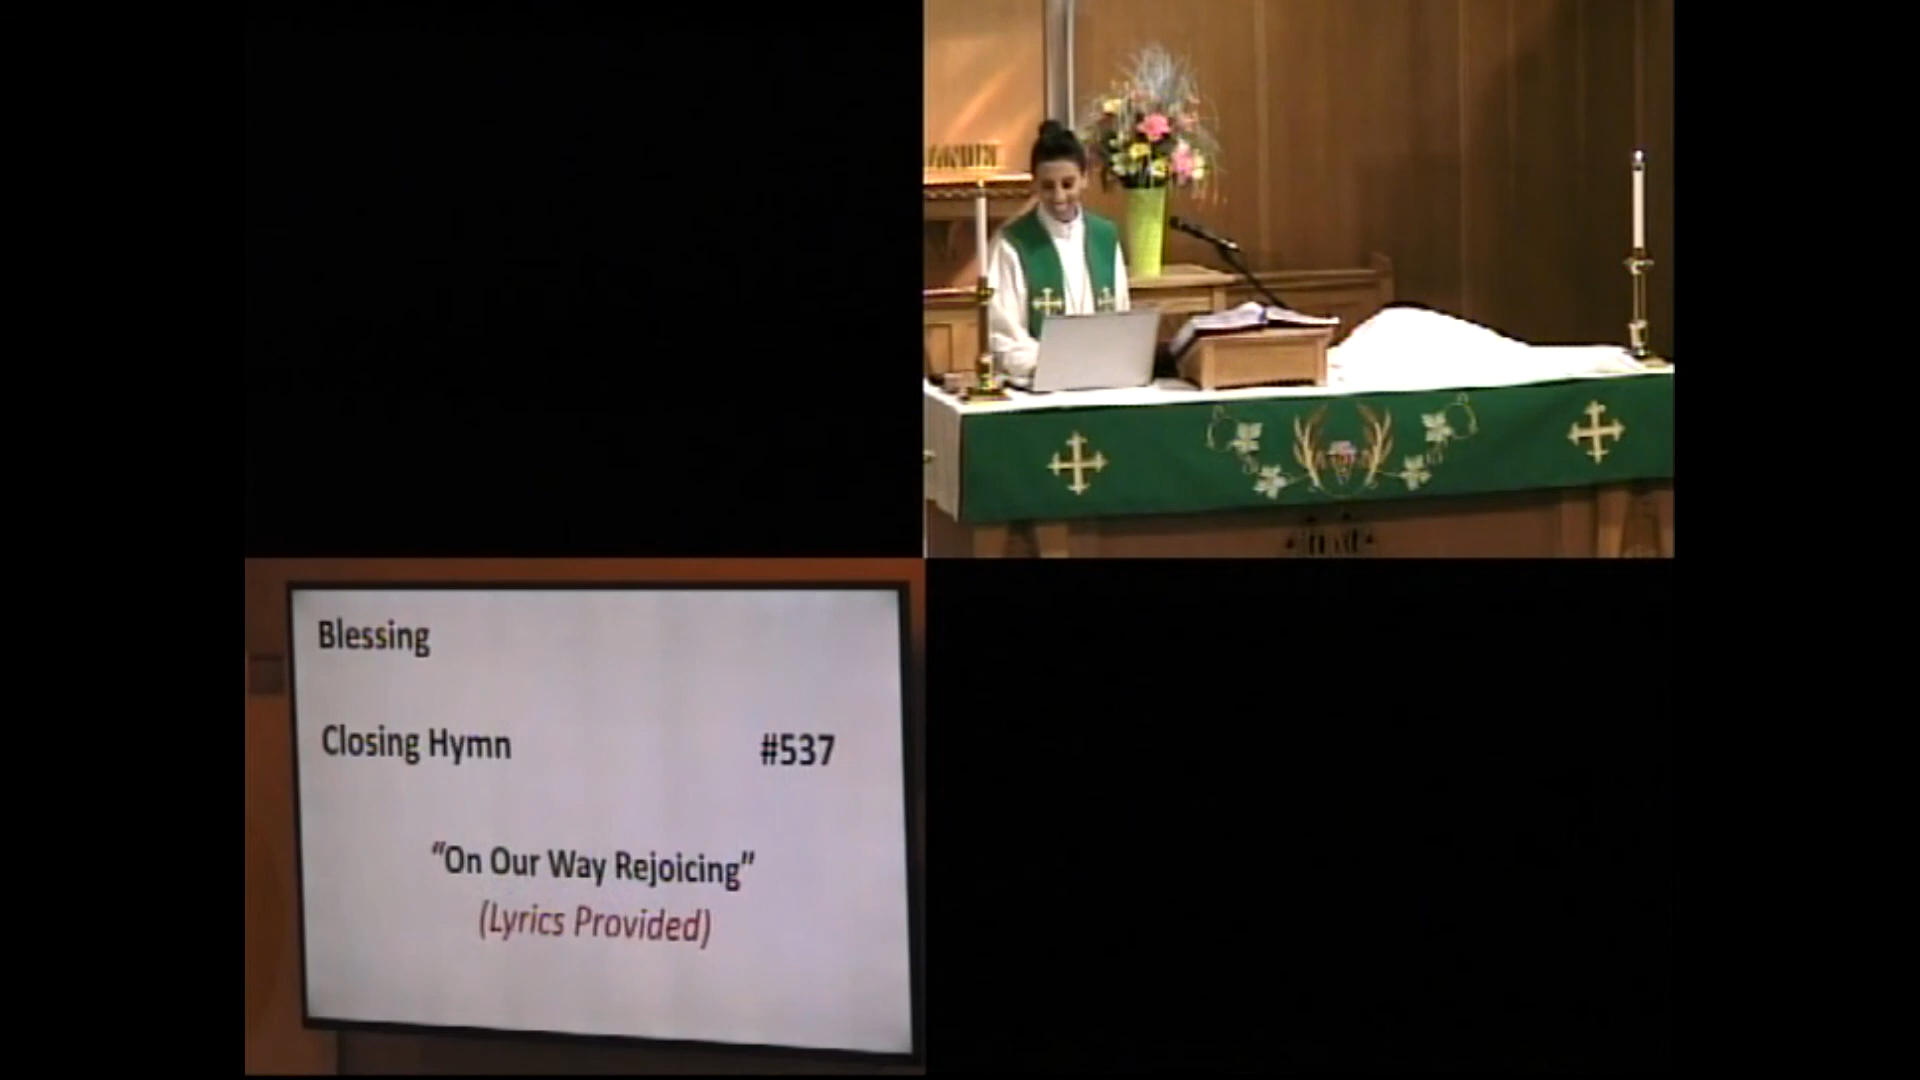 Blessing
Closing Hymn #537
“On Our Way Rejoicing”
(Lyrics Provided)